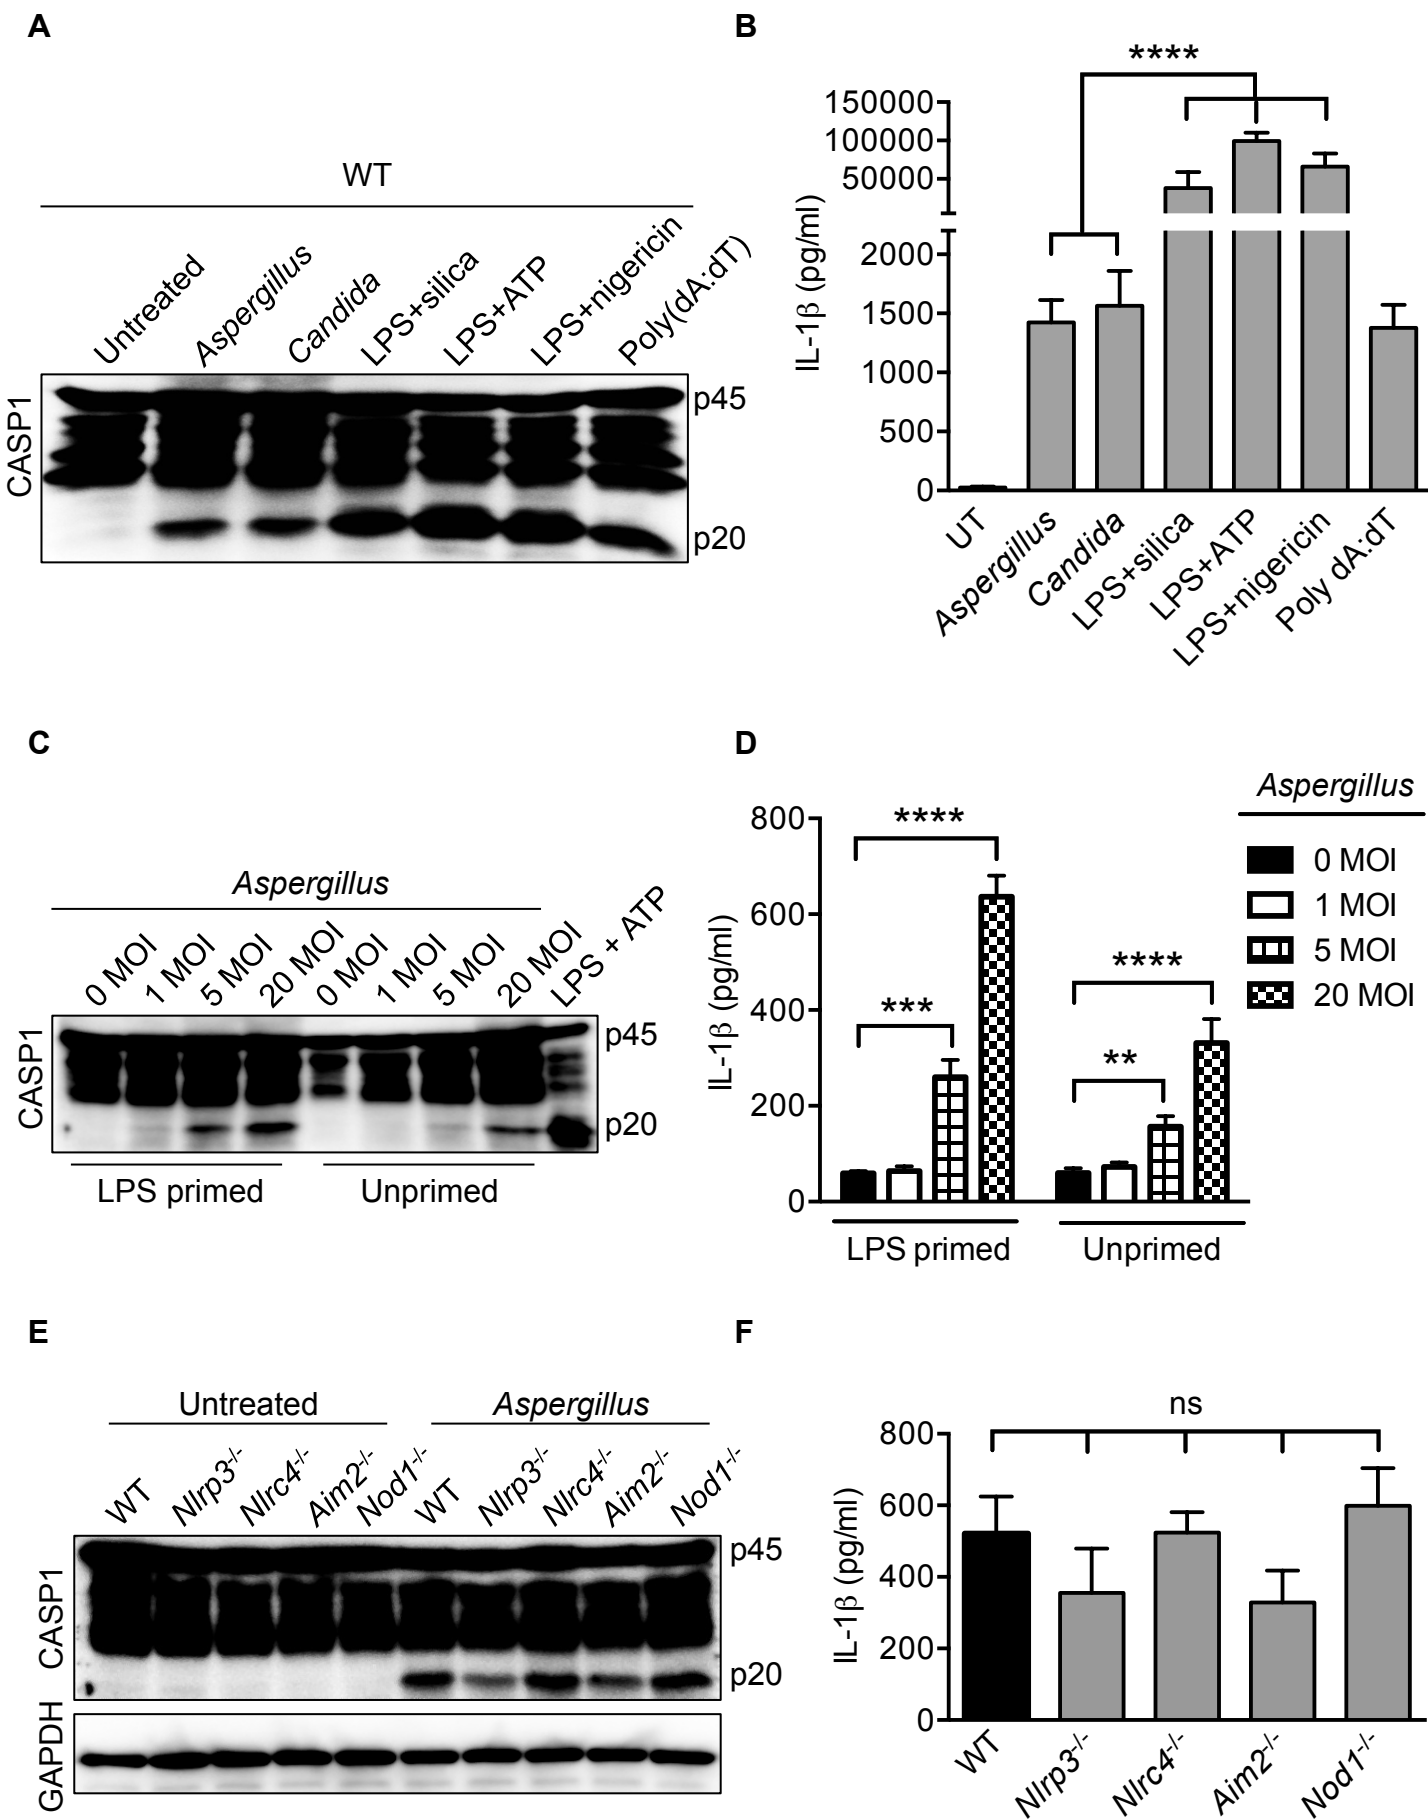 A
WT
Untreated
Aspergillus
Candida
LPS+silica
LPS+ATP
LPS+nigericin
Poly(dA:dT)
CASP1
p45
p20
B
****
IL-1β (pg/ml)
150000
100000
50000
2000
1500
1000
500
0
UT
Aspergillus
Candida
LPS+silica
LPS+ATP
LPS+nigericin
Poly dA:dT
C
Aspergillus
0 MOI
1 MOI
5 MOI
20 MOI
0 MOI
1 MOI
5 MOI
20 MOI
LPS + ATP
CASP1
p45
p20
LPS primed
Unprimed
D
Aspergillus
0 MOI
1 MOI
5 MOI
20 MOI
IL-1β (pg/ml)
800
600
400
200
0
****
***
****
**
LPS primed
Unprimed
E
Untreated
Aspergillus
WT
Nlrp3-/-
Nlrc4-/-
Aim2-/-
Nod1-/-
WT
Nlrp3-/-
Nlrc4-/-
Aim2-/-
Nod1-/-
CASP1
p45
p20
GAPDH
F
ns
IL-1β (pg/ml)
800
600
400
200
0
WT
Nlrp3-/-
Nlrc4-/-
Aim2-/-
Nod1-/-